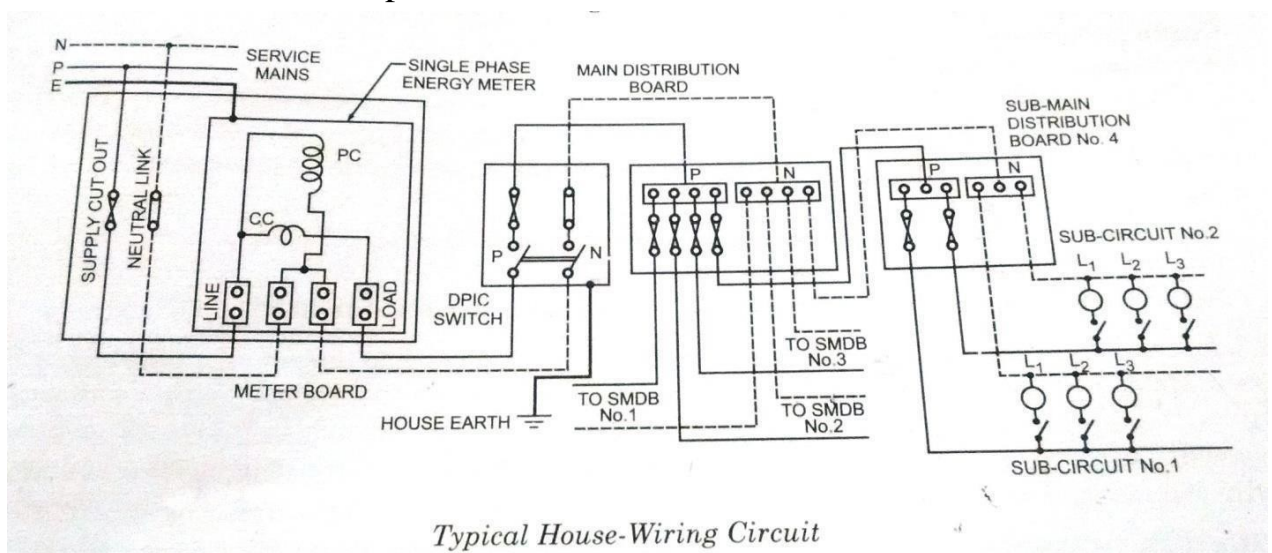 N
P
E
SERVICE
MAINS
SINGLE PHASE
ENERGY METER
MAIN DISTRIBUTION
BOARD
SUB-MAIN
DISTRIBUTION
BOARD No. 4
SUPPLY CUT OUT
NEUTRAL LINK
PC
CC
LINE
LOAD
METER BOARD
P
N
DPIC
SWITCH
HOUSE EARTH
P
N
TO SMDB
No.1
TO SMDB
No.3
TO SMDB
No.2
P
N
SUB-CIRCUIT No.2
L1 L2 L3
L1 L2 L3
SUB-CIRCUIT No.1
Typical House-Wiring Circuit